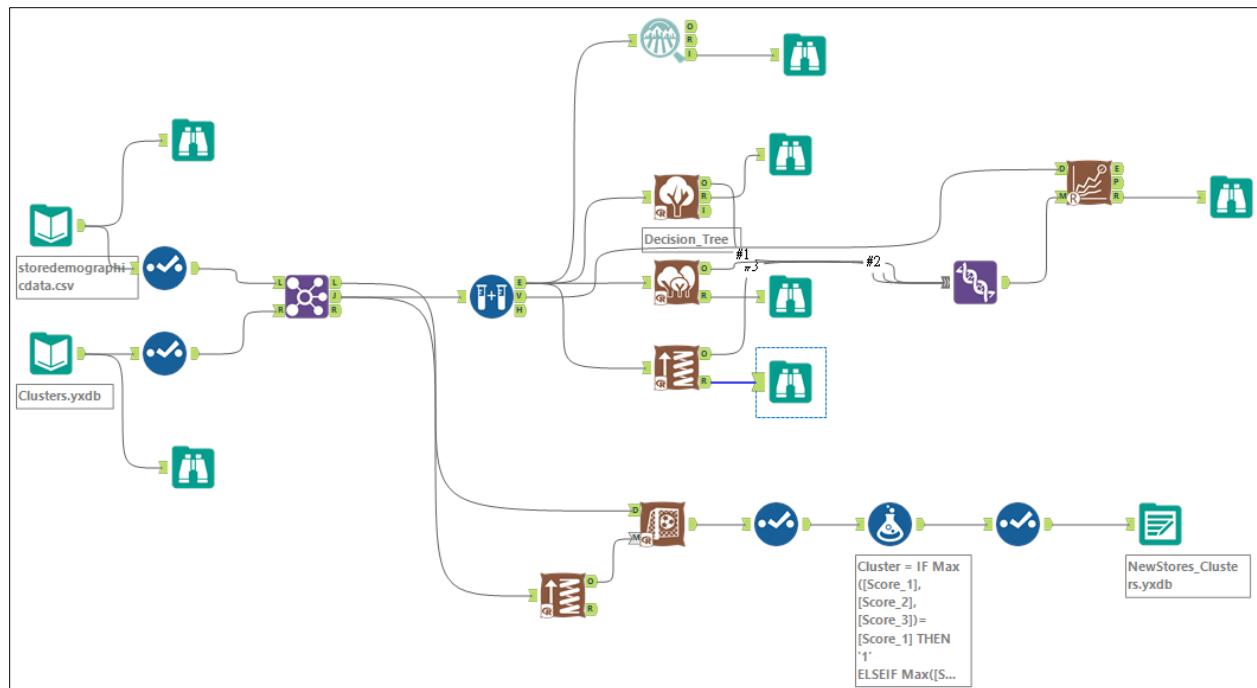 O
R
I
storedemographi
cdata.csv
Clusters.yxdb
L
R
L
J
R
E
V
H
O
R
I
R
Decision_Tree
#1
#3
#2
O
R
R
O
R
R
D
M
R
E
P
R
D
M
R
O
R
R
Cluster = IF Max
([Score_1],
[Score_2],
[Score_3])=
[Score_1] THEN
'1'
ELSEIF Max([S...
NewStores_Cluste
rs.yxdb